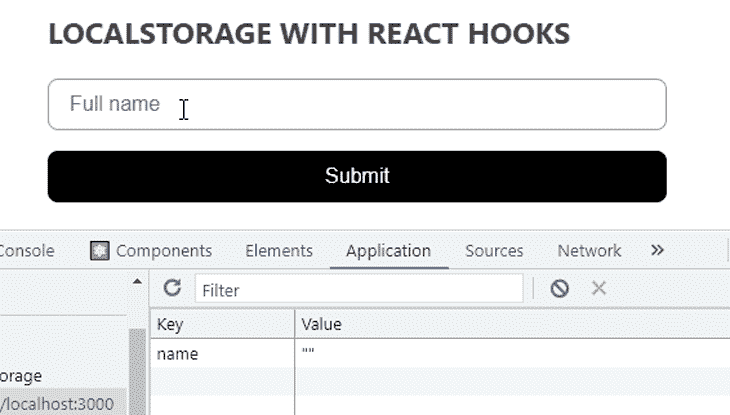 LOCALSTORAGE WITH REACT HOOKS
Full name
Submit
Console Components Elements Application Sources Network »
Filter
Key Value
name ""
orage
/localhost:3000